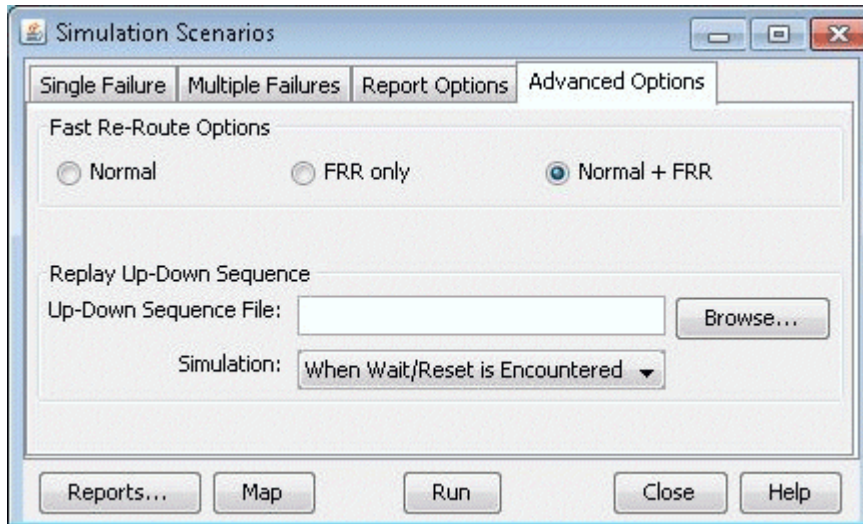 Simulation Scenarios
Single Failure Multiple Failures Report Options Advanced Options
Fast Re-Route Options
Normal FRR only Normal + FRR
Replay Up-Down Sequence
Up-Down Sequence File: Browse...
Simulation: When Wait/Reset is Encountered
Reports... Map Run Close Help